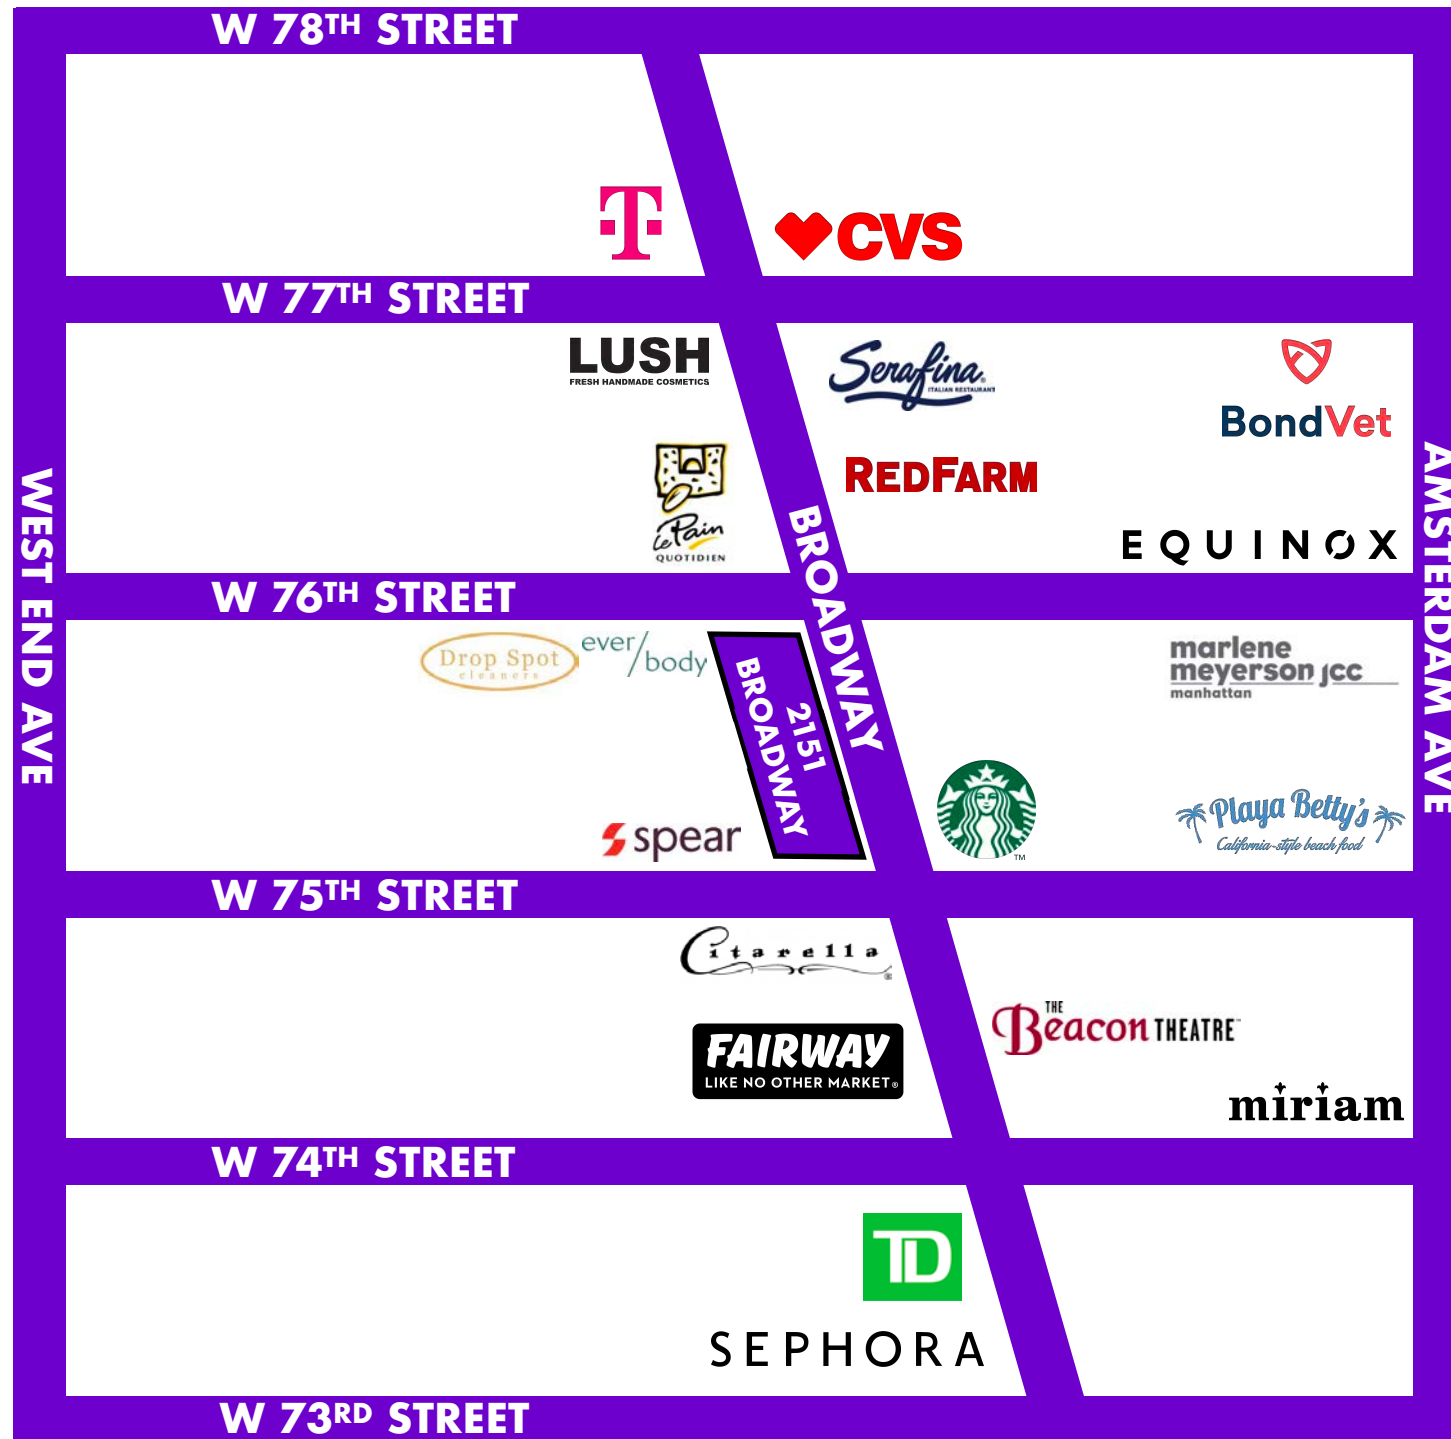 W 78TH STREET
T
CVS
W 77TH STREET
LUSH
FRESH HANDMADE COSMETICS
Serafina®
ITALIAN RESTAURANT
BondVet
le Pain
QUOTIDIEN
REDFARM
EQUINOX
WEST END AVE
BROADWAY
AMSTERDAM AVE
W 76TH STREET
Drop Spot
cleaners
ever/body
2151
BROADWAY
marlene
meyerson jcc
manhattan
spear
TM
Playa Betty's
California-style beach food
W 75TH STREET
Citarella®
FAIRWAY
LIKE NO OTHER MARKET®
THE
Beacon THEATRE™
miriam
W 74TH STREET
TD
SEPHORA
W 73RD STREET